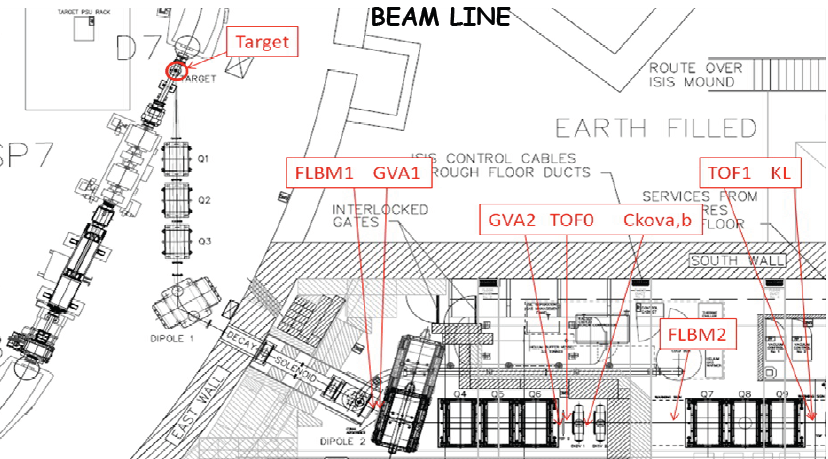 BEAM LINE
TARGET PSU RACK
D7
Target
TARGET
ROUTE OVER
ISIS MOUND
EARTH FILLED
SP7
Q1
Q2
Q3
FLBM1 GVA1
ISIS CONTROL CABLES
THROUGH FLOOR DUCTS
TOF1 KL
SERVICES FROM
FLOOR
INTERLOCKED
GATES
GVA2 TOF0 Ckova,b
SOUTH WALL
FLBM2
DIPOLE 1
DECAY SOLENOID
EAST WALL
DIPOLE 2
Q4 Q5 Q6
Q7 Q8 Q9